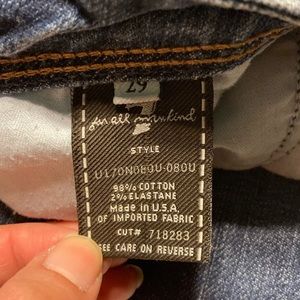 29
7
for all mankind
STYLE
U170N089U-080U
98% COTTON
2% ELASTANE
Made in U.S.A.
OF IMPORTED FABRIC
CUT# 718283
SEE CARE ON REVERSE